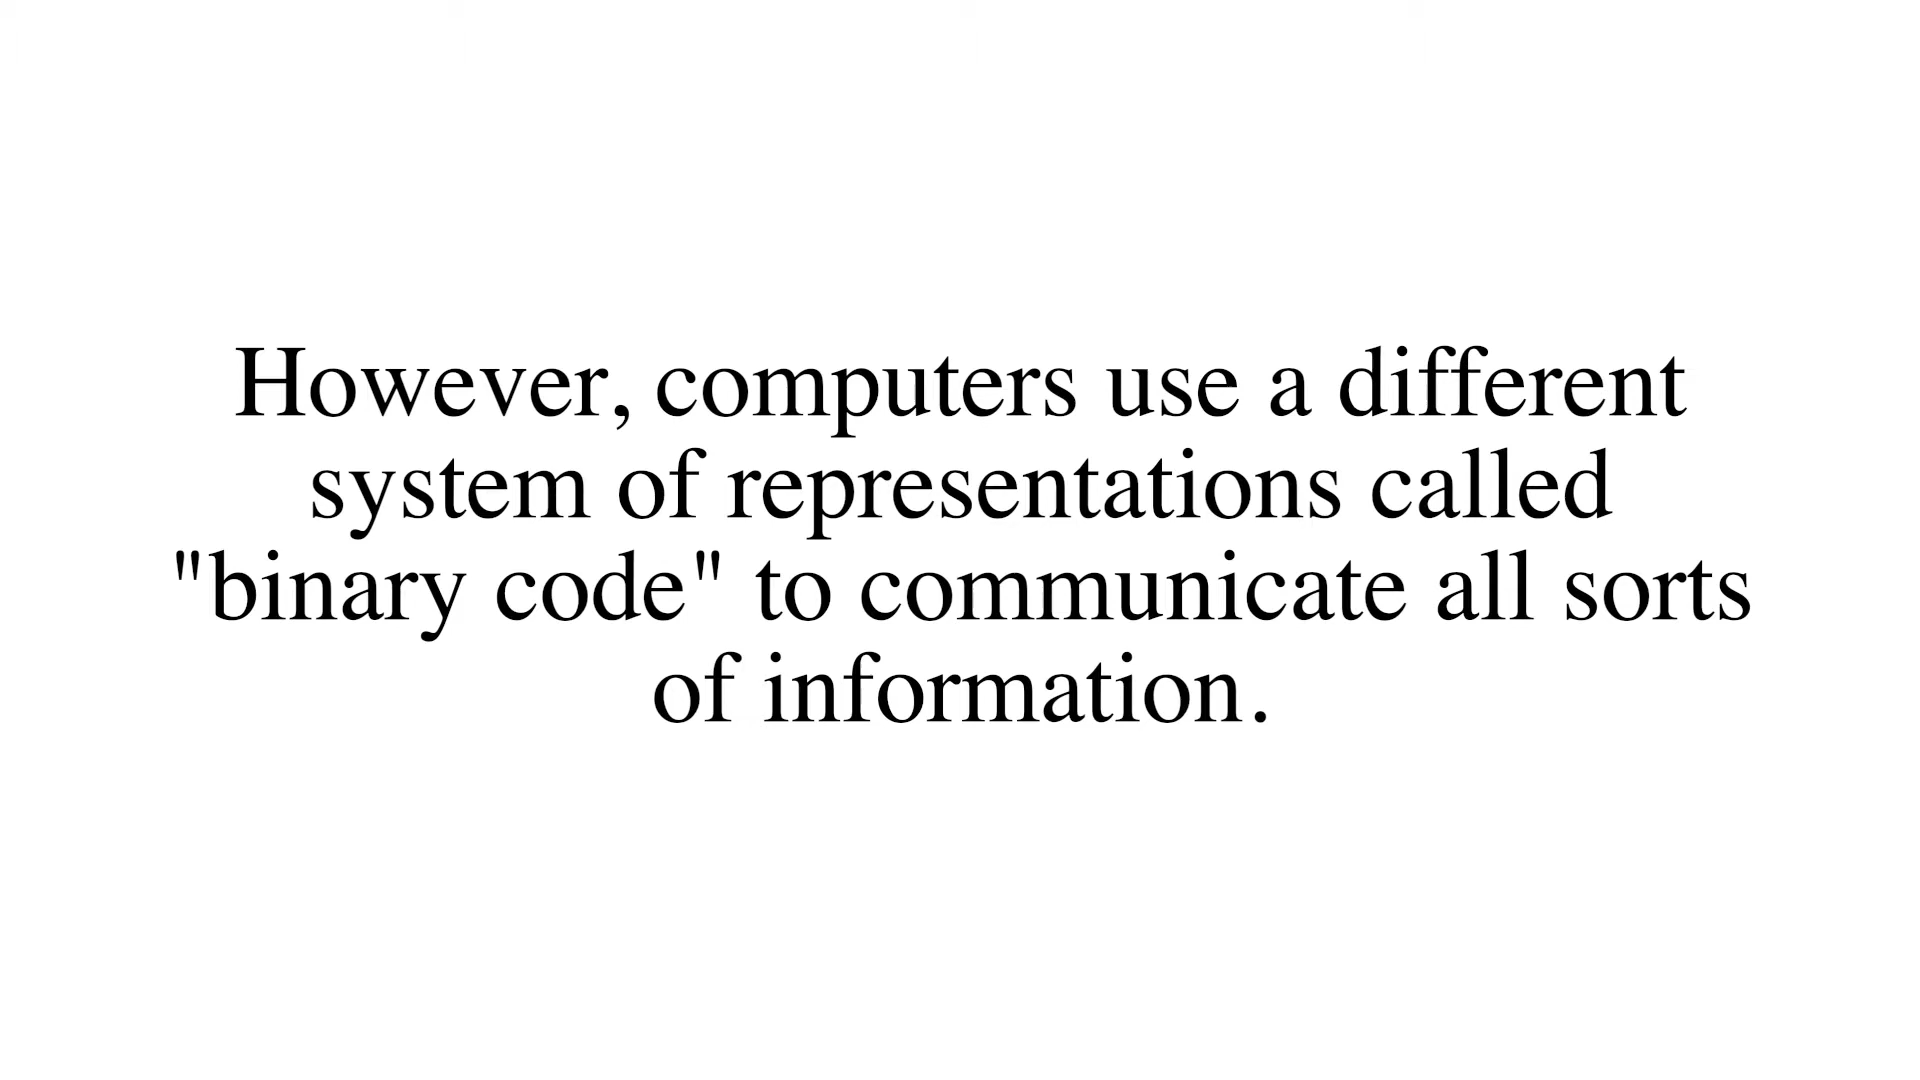 However, computers use a different
system of representations called
"binary code" to communicate all sorts
of information.